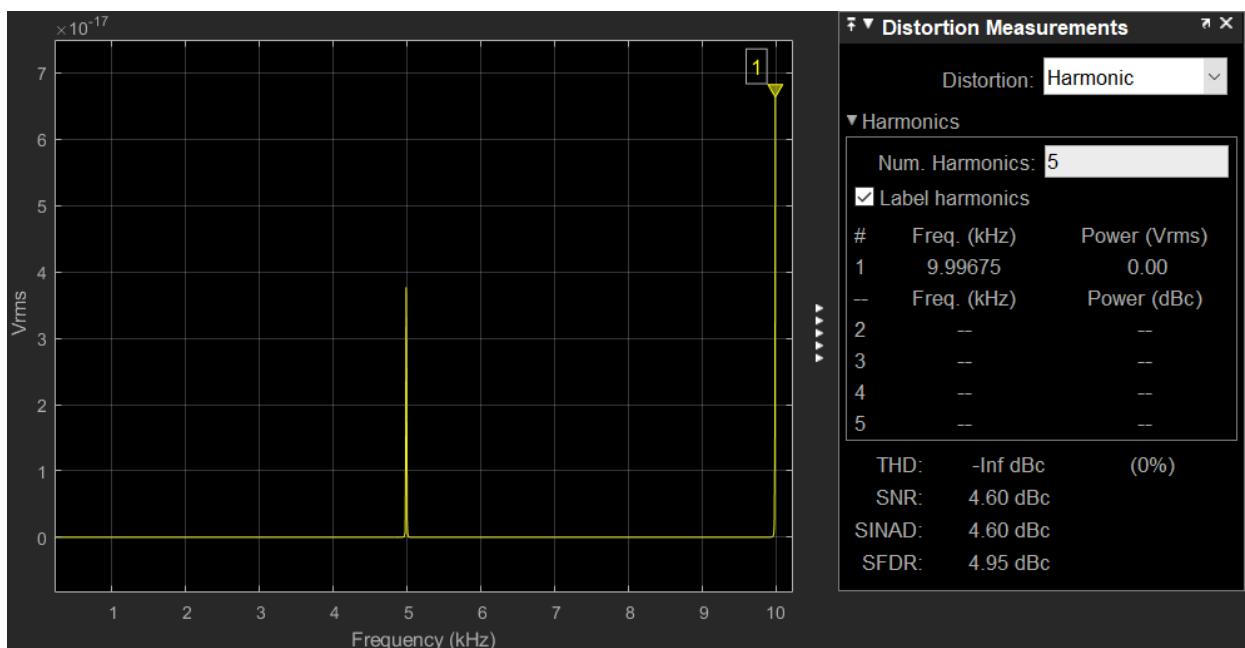 ×10⁻¹⁷
7
6
5
4
3
2
1
0
Vrms
1
1 2 3 4 5 6 7 8 9 10
Frequency (kHz)
Distortion Measurements
Distortion: Harmonic
Harmonics
Num. Harmonics: 5
Label harmonics
# Freq. (kHz) Power (Vrms)
1 9.99675 0.00
-- Freq. (kHz) Power (dBc)
2 -- --
3 -- --
4 -- --
5 -- --
THD: -Inf dBc (0%)
SNR: 4.60 dBc
SINAD: 4.60 dBc
SFDR: 4.95 dBc